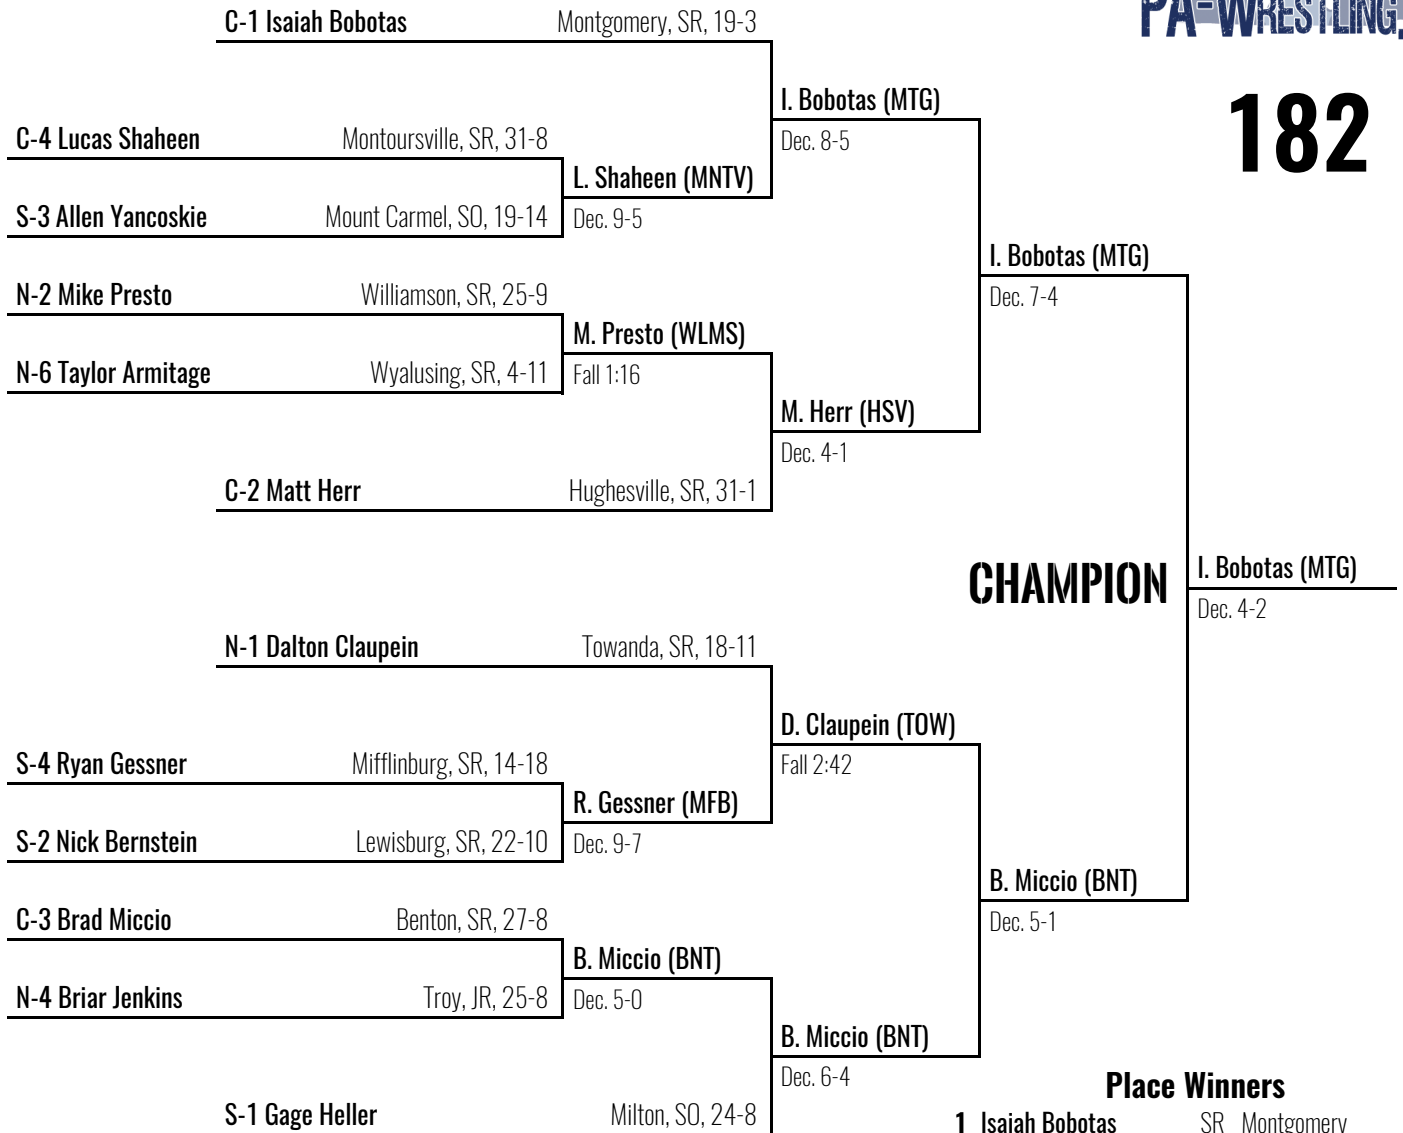 PA-WRESTLING.
C-1 Isaiah Bobotas Montgomery, SR, 19-3
182
I. Bobotas (MTG)
C-4 Lucas Shaheen Montoursville, SR, 31-8
Dec. 8-5
L. Shaheen (MNTV)
S-3 Allen Yancoskie Mount Carmel, SO, 19-14
Dec. 9-5
I. Bobotas (MTG)
N-2 Mike Presto Williamson, SR, 25-9
Dec. 7-4
M. Presto (WLMS)
N-6 Taylor Armitage Wyalusing, SR, 4-11
Fall 1:16
M. Herr (HSV)
Dec. 4-1
C-2 Matt Herr Hughesville, SR, 31-1
CHAMPION
I. Bobotas (MTG)
Dec. 4-2
N-1 Dalton Claupein Towanda, SR, 18-11
D. Claupein (TOW)
S-4 Ryan Gessner Mifflinburg, SR, 14-18
Fall 2:42
R. Gessner (MFB)
S-2 Nick Bernstein Lewisburg, SR, 22-10
Dec. 9-7
B. Miccio (BNT)
C-3 Brad Miccio Benton, SR, 27-8
Dec. 5-1
B. Miccio (BNT)
N-4 Briar Jenkins Troy, JR, 25-8
Dec. 5-0
B. Miccio (BNT)
Dec. 6-4
Place Winners
S-1 Gage Heller Milton, SO, 24-8
1 Isaiah Bobotas SR Montgomery